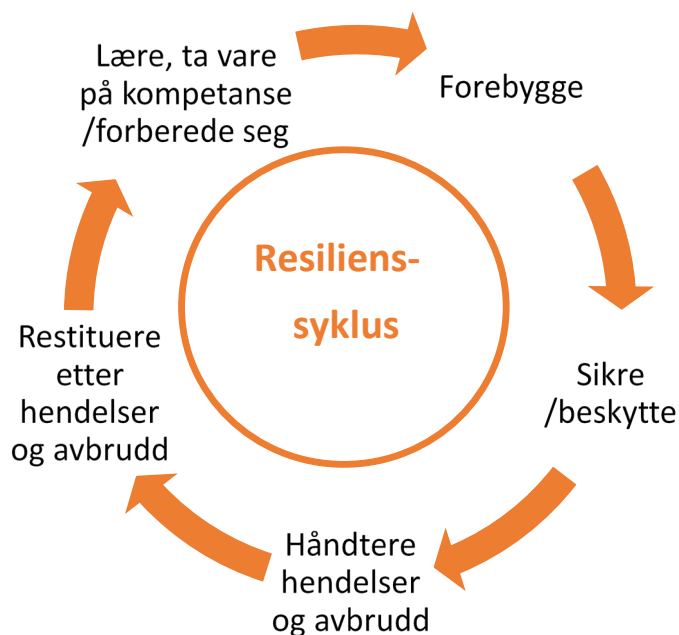 Lære, ta vare
på kompetanse
/forberede seg
Forebygge
Resiliens-
syklus
Sikre
/beskytte
Håndtere
hendelser
og avbrudd
Restituere
etter
hendelser
og avbrudd